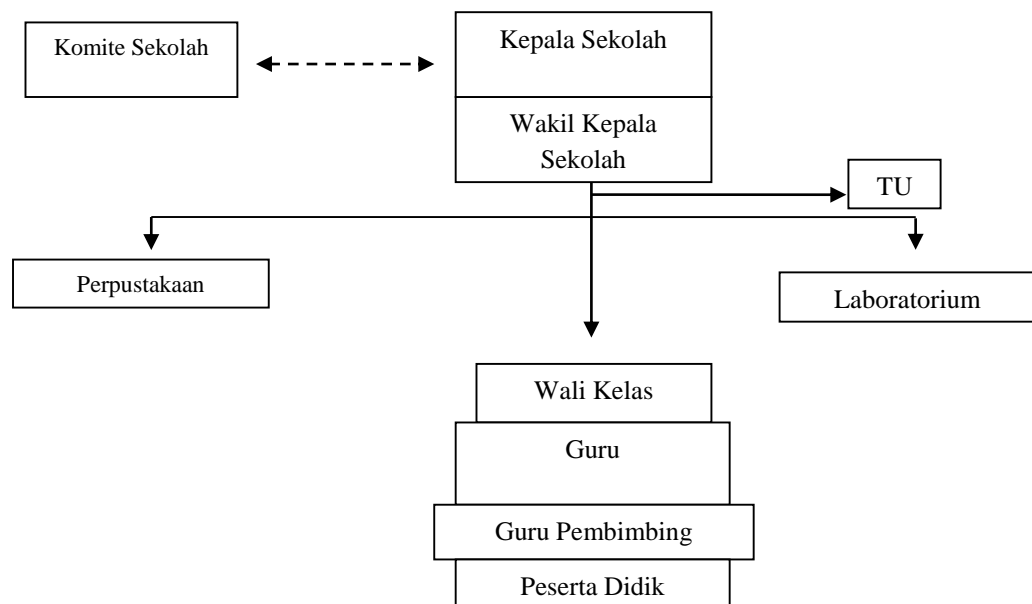 Komite Sekolah
Kepala Sekolah
Wakil Kepala
Sekolah
TU
Perpustakaan
Laboratorium
Wali Kelas
Guru
Guru Pembimbing
Peserta Didik